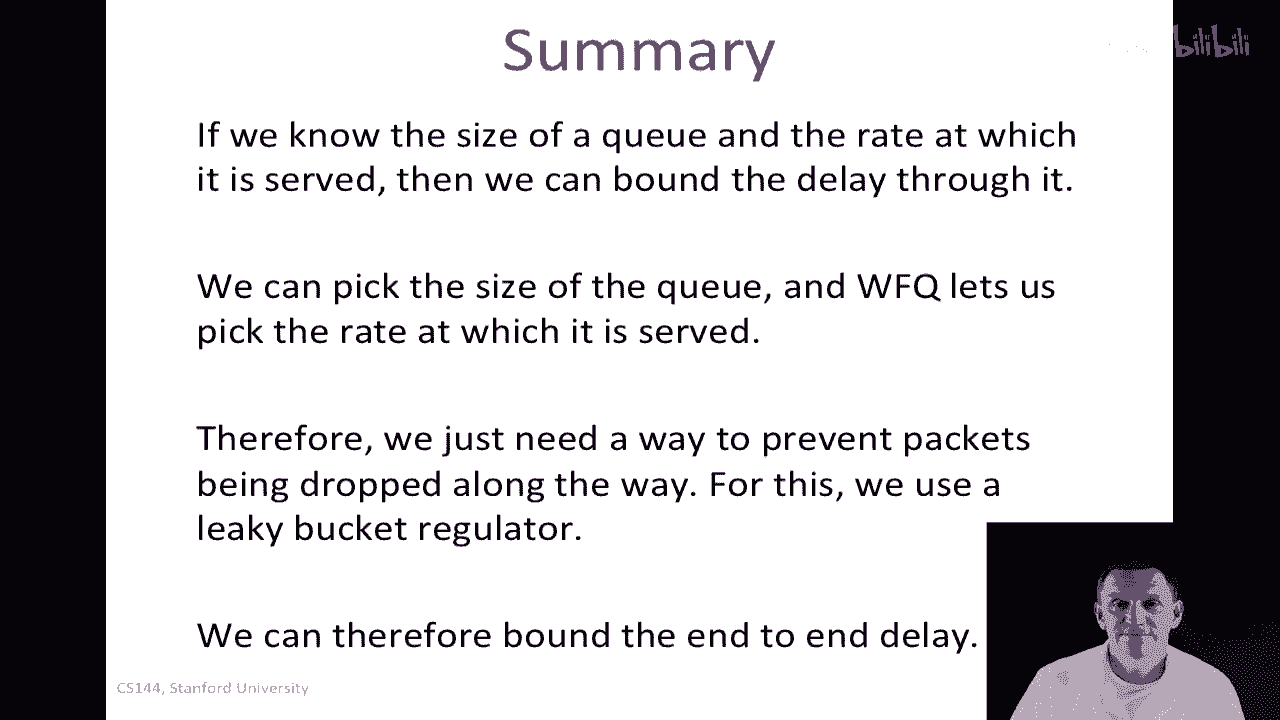 Summary
bilibili
If we know the size of a queue and the rate at which
it is served, then we can bound the delay through it.
We can pick the size of the queue, and WFQ lets us
pick the rate at which it is served.
Therefore, we just need a way to prevent packets
being dropped along the way. For this, we use a
leaky bucket regulator.
We can therefore bound the end to end delay.
CS144, Stanford University